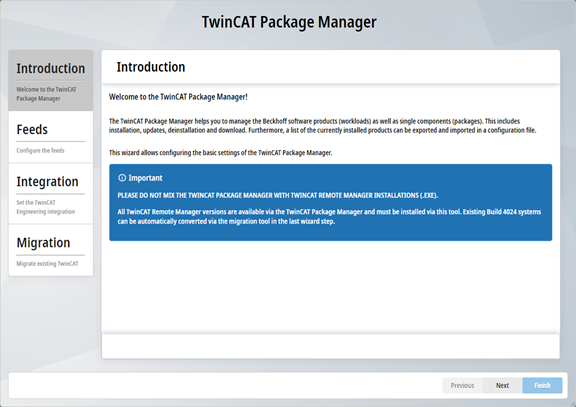 TwinCAT Package Manager
Introduction
Welcome to the TwinCAT
Package Manager
Feeds
Configure the feeds
Integration
Set the TwinCAT
Engineering integration
Migration
Migrate existing TwinCAT
Introduction
Welcome to the TwinCAT Package Manager!
The TwinCAT Package Manager helps you to manage the Beckhoff software products (workloads) as well as single components (packages). This includes
installation, updates, deinstallation and download. Furthermore, a list of the currently installed products can be exported and imported in a configuration file.
This wizard allows configuring the basic settings of the TwinCAT Package Manager.
Important
PLEASE DO NOT MIX THE TWINCAT PACKAGE MANAGER WITH TWINCAT REMOTE MANAGER INSTALLATIONS (.EXE).
All TwinCAT Remote Manager versions are available via the TwinCAT Package Manager and must be installed via this tool. Existing Build 4024 systems
can be automatically converted via the migration tool in the last wizard step.
Previous
Next
Finish